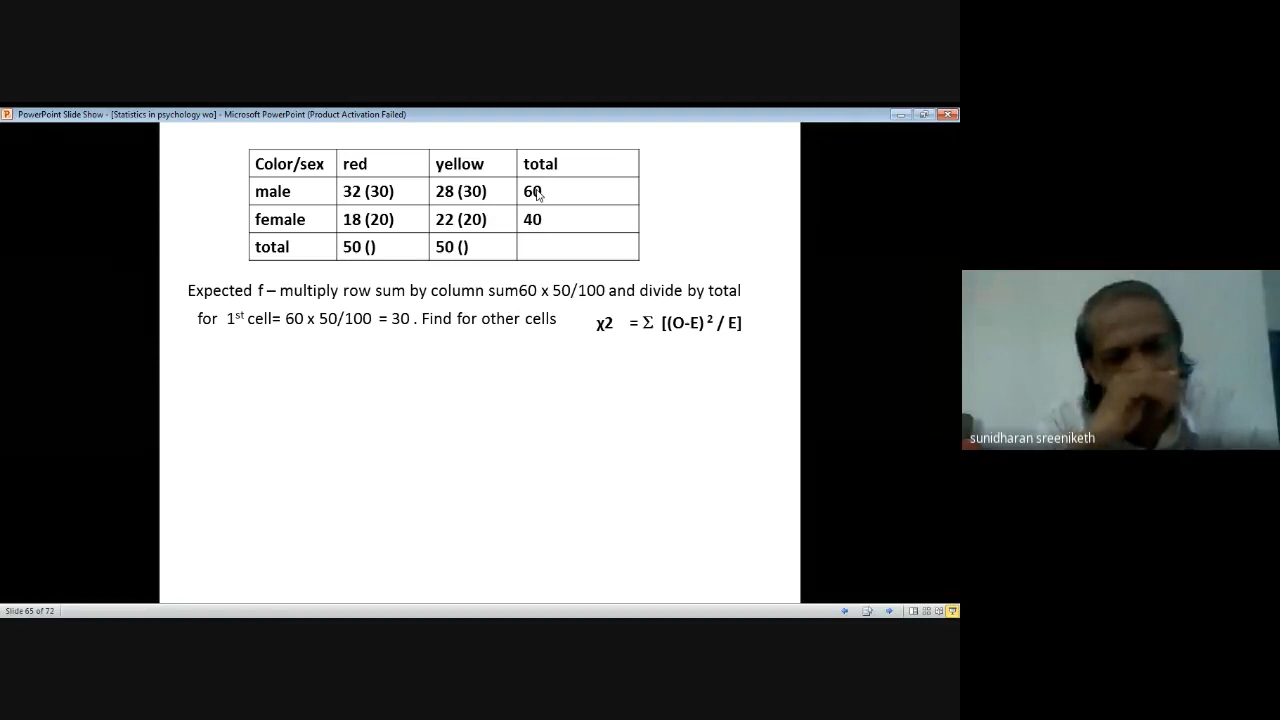 PowerPoint Slide Show - [Statistics in psychology wo] - Microsoft PowerPoint (Product Activation Failed)
Color/sex red yellow total
male 32 (30) 28 (30) 60
female 18 (20) 22 (20) 40
total 50 () 50 ()
Expected f – multiply row sum by column sum60 x 50/100 and divide by total
for 1st cell= 60 x 50/100 = 30 . Find for other cells χ2 = Σ [(O-E) 2 / E]
sunidharan sreeniketh
Slide 65 of 72